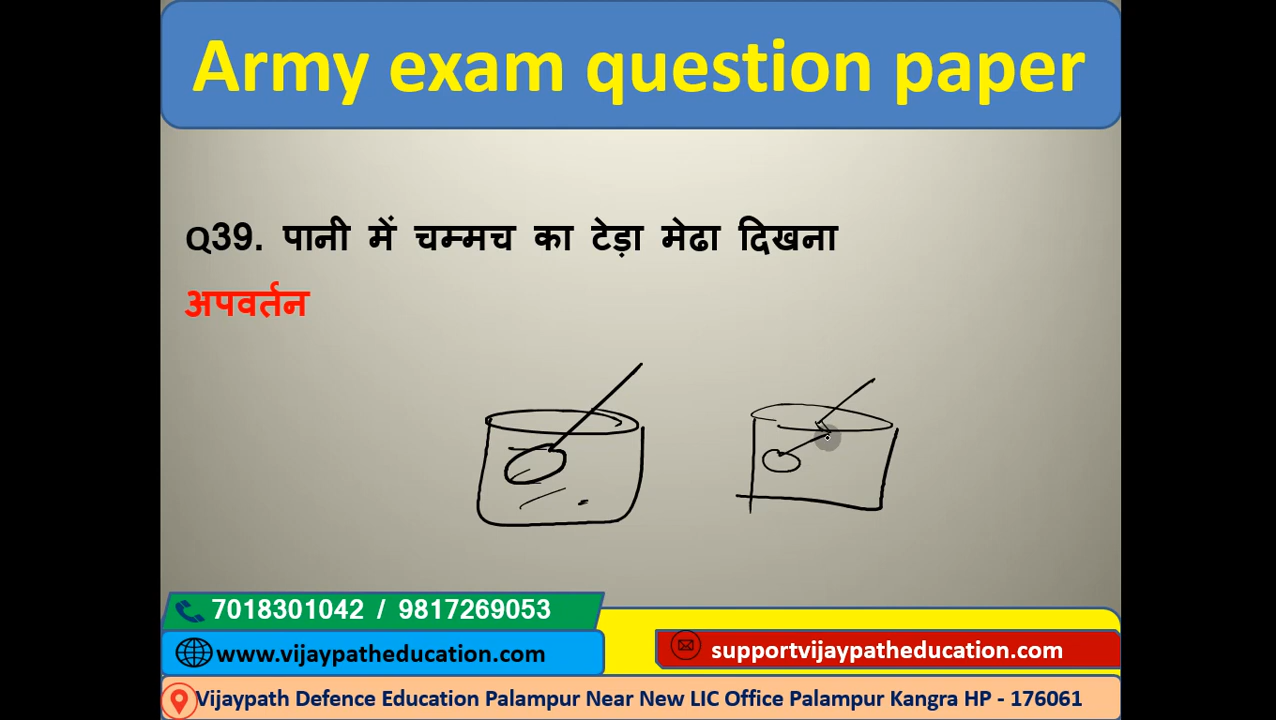 Army exam question paper
Q39. पानी में चम्मच का टेड़ा मेढा दिखना
अपवर्तन
7018301042 / 9817269053
www.vijaypatheducation.com
supportvijaypatheducation.com
Vijaypath Defence Education Palampur Near New LIC Office Palampur Kangra HP - 176061